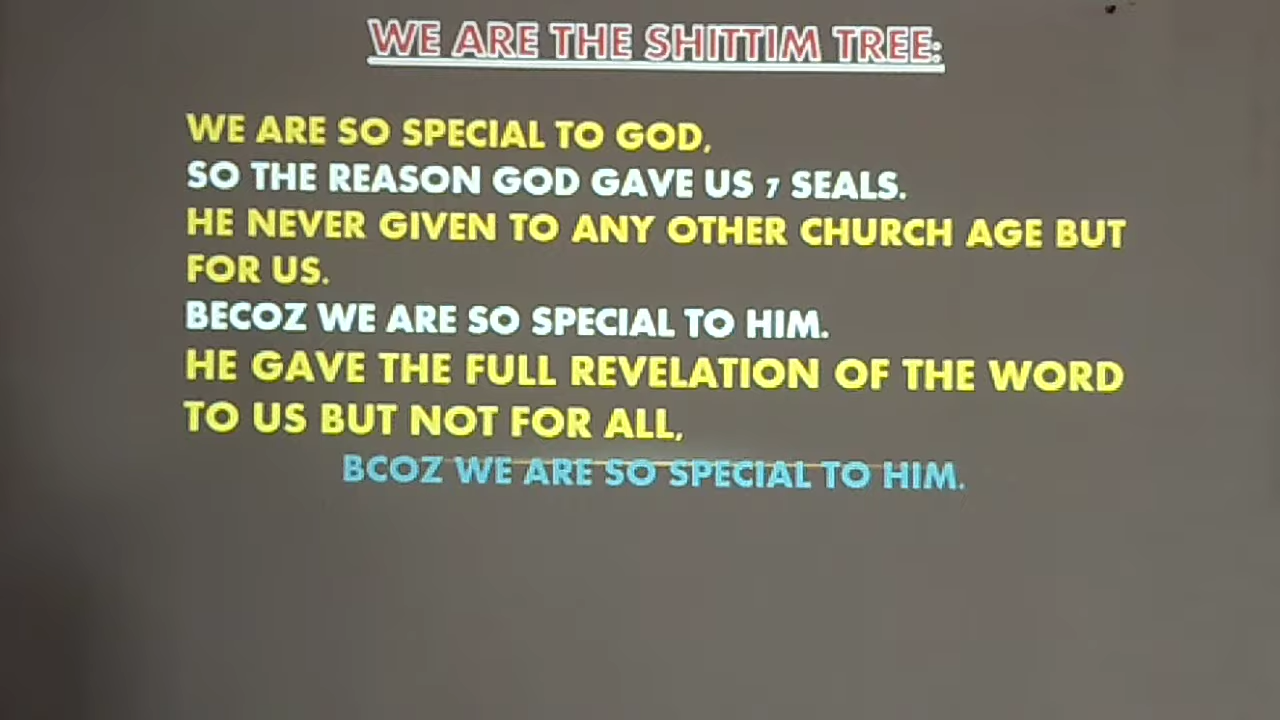 WE ARE THE SHITTIM TREE:
WE ARE SO SPECIAL TO GOD,
SO THE REASON GOD GAVE US 7 SEALS.
HE NEVER GIVEN TO ANY OTHER CHURCH AGE BUT
FOR US.
BECOZ WE ARE SO SPECIAL TO HIM.
HE GAVE THE FULL REVELATION OF THE WORD
TO US BUT NOT FOR ALL,
BCOZ WE ARE SO SPECIAL TO HIM.